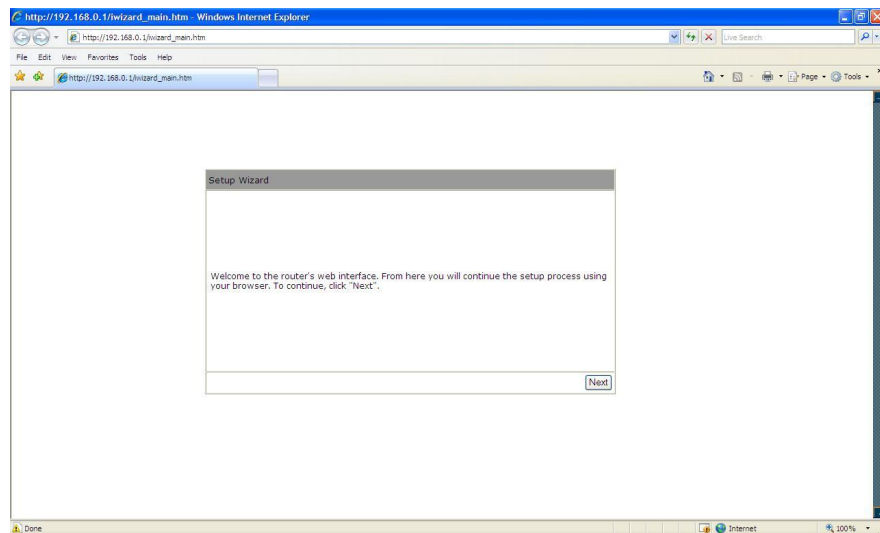 http://192.168.0.1/iwizard_main.htm - Windows Internet Explorer
http://192.168.0.1/iwizard_main.htm
Live Search
File Edit View Favorites Tools Help
http://192.168.0.1/iwizard_main.htm
Page Tools
Setup Wizard
Welcome to the router's web interface. From here you will continue the setup process using
your browser. To continue, click "Next".
Next
Done
Internet
100%